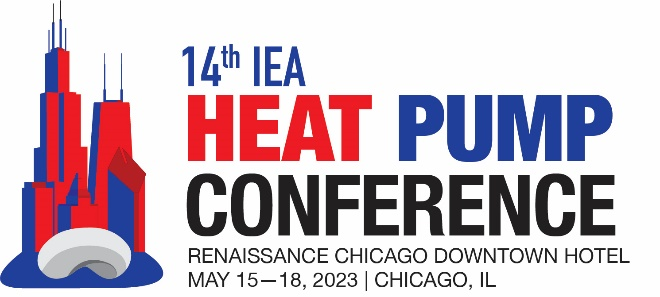 14th IEA
HEAT PUMP
CONFERENCE
RENAISSANCE CHICAGO DOWNTOWN HOTEL
MAY 15—18, 2023 | CHICAGO, IL